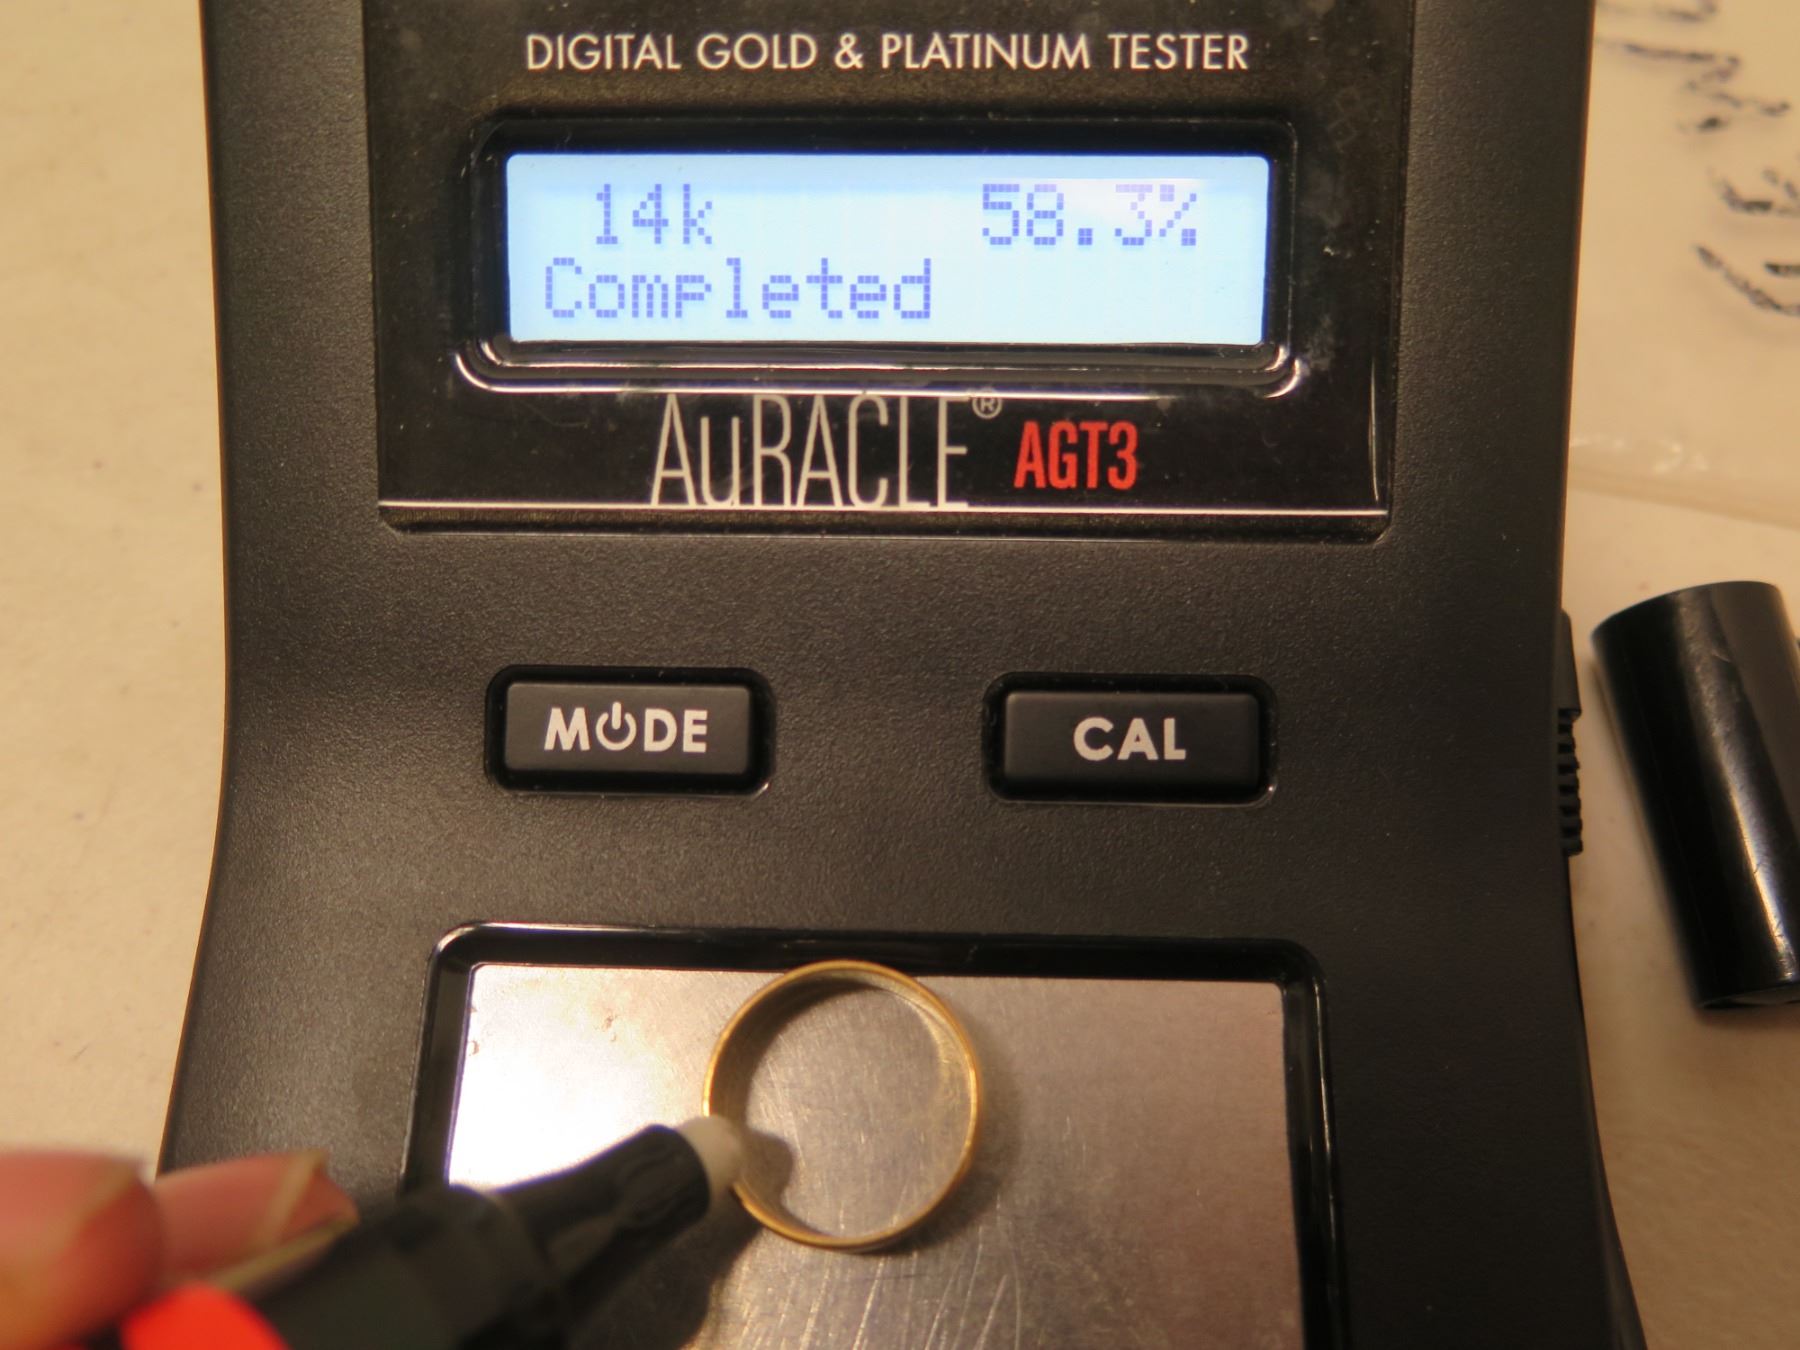 DIGITAL GOLD & PLATINUM TESTER
14k 58.3%
Completed
AuRACLE® AGT3
MODE CAL